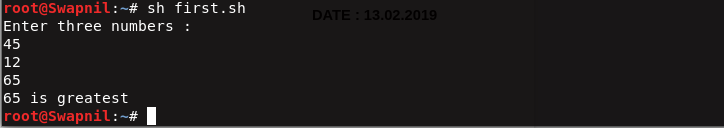 root@Swapnil:~# sh first.sh
DATE : 13.02.2019
Enter three numbers :
45
12
65
65 is greatest
root@Swapnil:~#